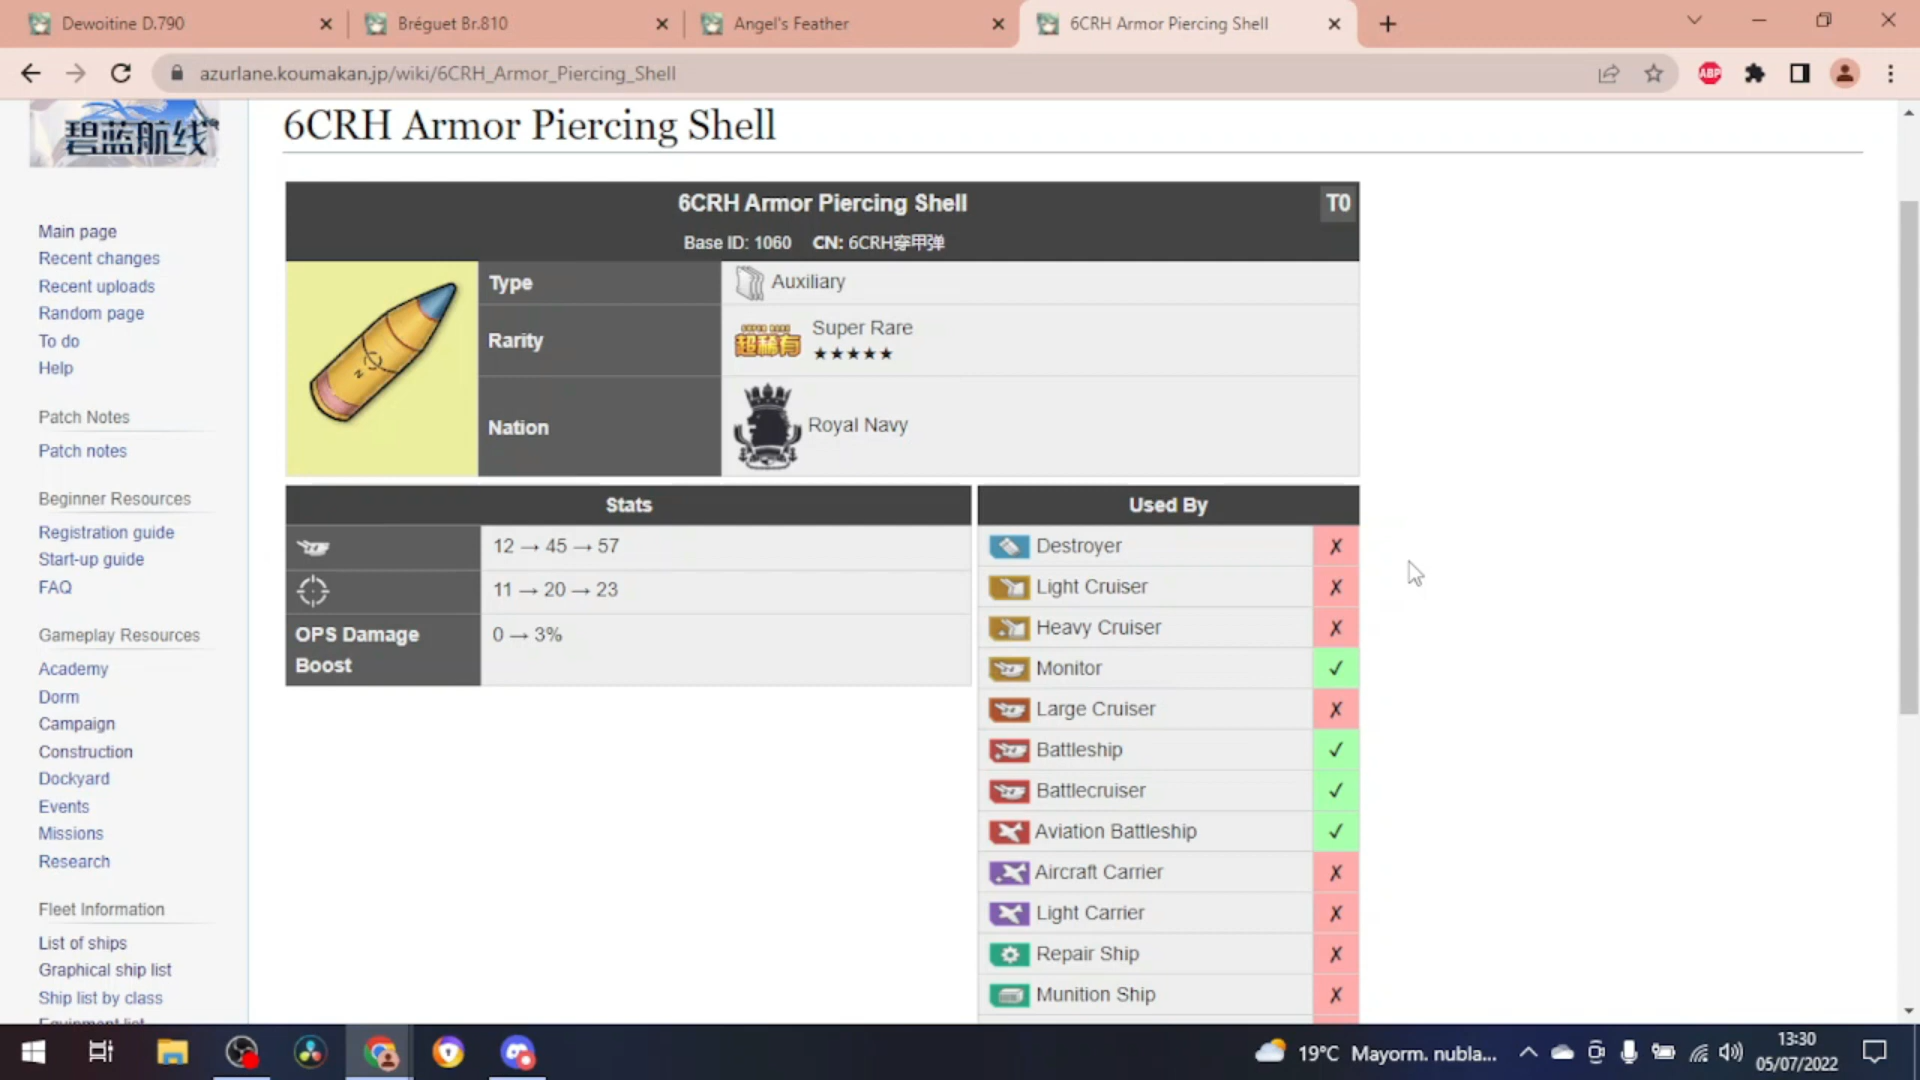 Dewoitine D.790
Bréguet Br.810
Angel's Feather
6CRH Armor Piercing Shell
azurlane.koumakan.jp/wiki/6CRH_Armor_Piercing_Shell
ABP
碧蓝航线
Main page
Recent changes
Recent uploads
Random page
To do
Help
Patch Notes
Patch notes
Beginner Resources
Registration guide
Start-up guide
FAQ
Gameplay Resources
Academy
Dorm
Campaign
Construction
Dockyard
Events
Missions
Research
Fleet Information
List of ships
Graphical ship list
Ship list by class
Equipment list
6CRH Armor Piercing Shell
6CRH Armor Piercing Shell T0
Base ID: 1060 CN: 6CRH穿甲弹
Type Auxiliary
Rarity SUPER RARE 超稀有 Super Rare
★★★★★
Nation Royal Navy
Stats
12 → 45 → 57
11 → 20 → 23
OPS Damage Boost 0 → 3%
Used By
Destroyer ✗
Light Cruiser ✗
Heavy Cruiser ✗
Monitor ✓
Large Cruiser ✗
Battleship ✓
Battlecruiser ✓
Aviation Battleship ✓
Aircraft Carrier ✗
Light Carrier ✗
Repair Ship ✗
Munition Ship ✗
19°C Mayorm. nubla...
13:30
05/07/2022